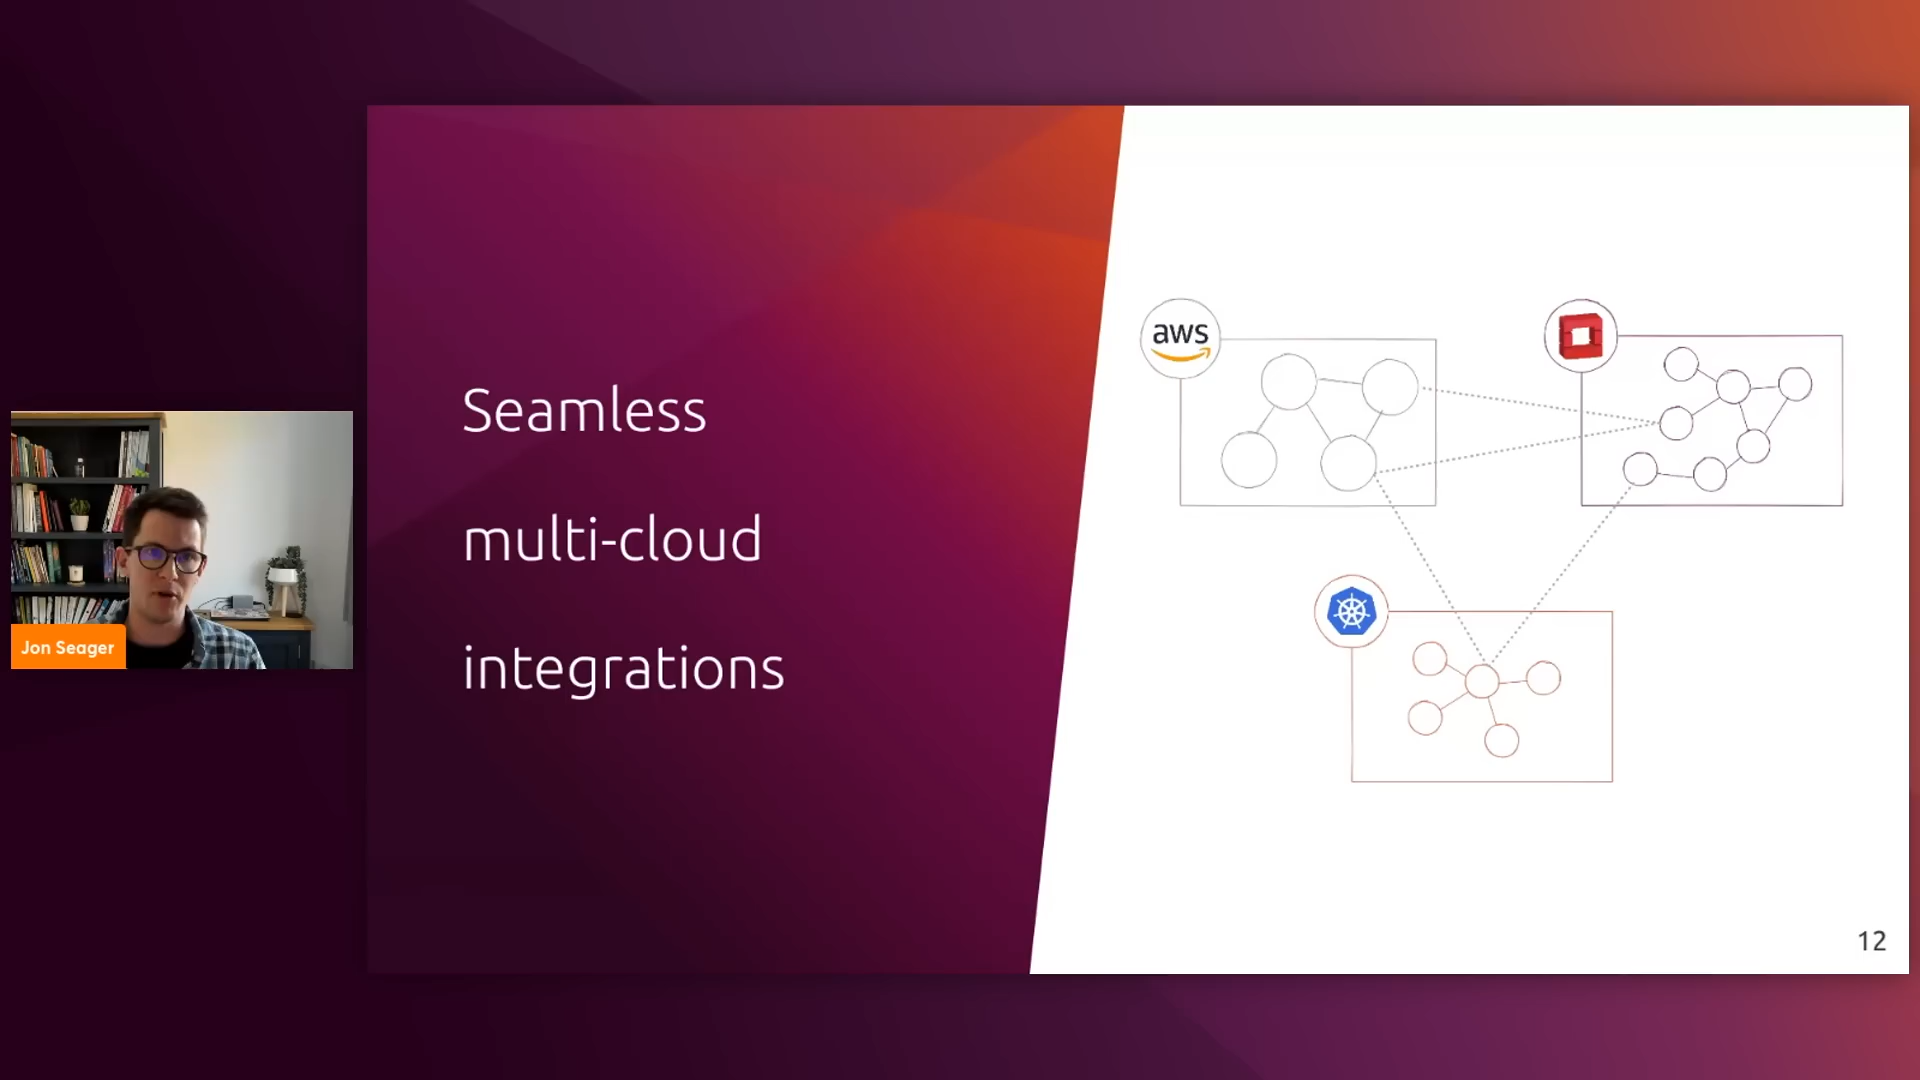 Seamless
multi-cloud
integrations
aws
Jon Seager
12